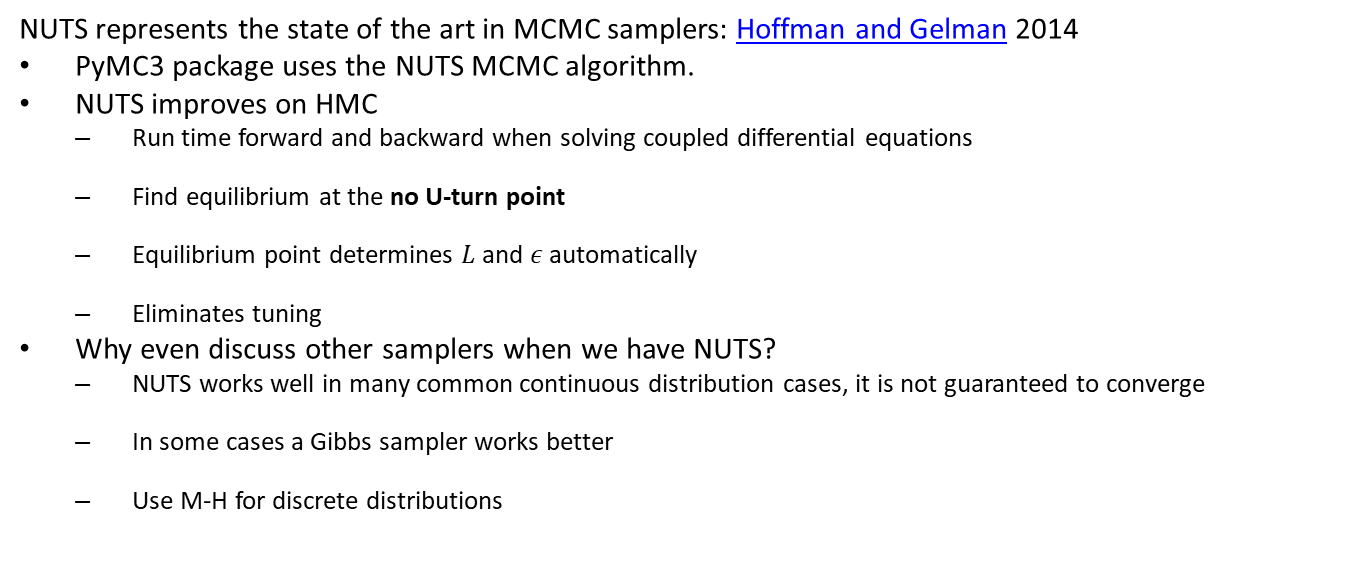 NUTS represents the state of the art in MCMC samplers: Hoffman and Gelman 2014
• PyMC3 package uses the NUTS MCMC algorithm.
• NUTS improves on HMC
– Run time forward and backward when solving coupled differential equations
– Find equilibrium at the no U-turn point
– Equilibrium point determines L and ϵ automatically
– Eliminates tuning
• Why even discuss other samplers when we have NUTS?
– NUTS works well in many common continuous distribution cases, it is not guaranteed to converge
– In some cases a Gibbs sampler works better
– Use M-H for discrete distributions